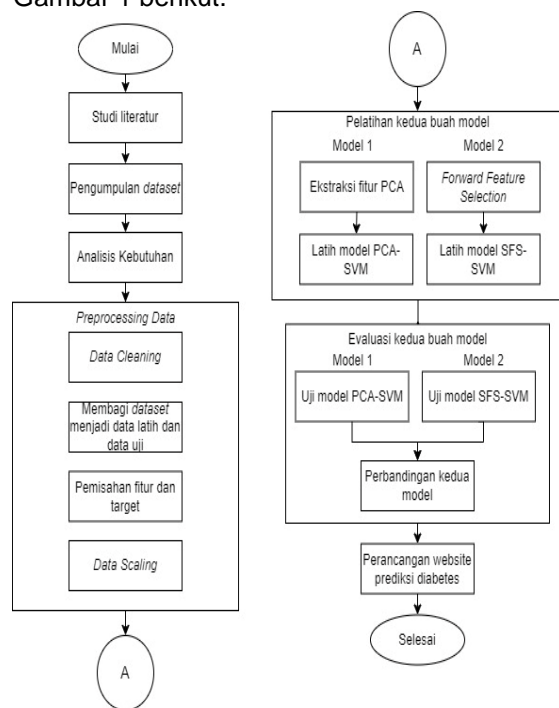 Gambar 1 berikut.
Mulai
Studi literatur
Pengumpulan dataset
Analisis Kebutuhan
Preprocessing Data
Data Cleaning
Membagi dataset
menjadi data latih dan
data uji
Pemisahan fitur dan
target
Data Scaling
A
A
Pelatihan kedua buah model
Model 1
Model 2
Ekstraksi fitur PCA
Forward Feature
Selection
Latih model PCA-
SVM
Latih model SFS-
SVM
Evaluasi kedua buah model
Model 1
Model 2
Uji model PCA-SVM
Uji model SFS-SVM
Perbandingan kedua
model
Perancangan website
prediksi diabetes
Selesai